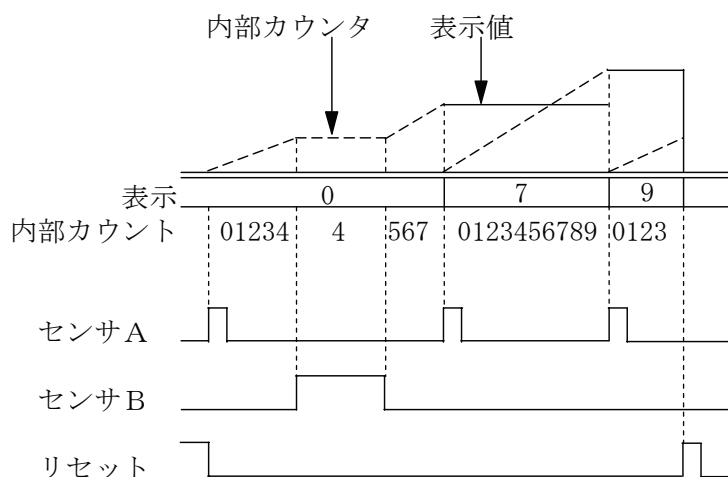 内部カウンタ 表示値
表示 0 7 9
内部カウント 01234 4 567 0123456789 0123
センサA
センサB
リセット